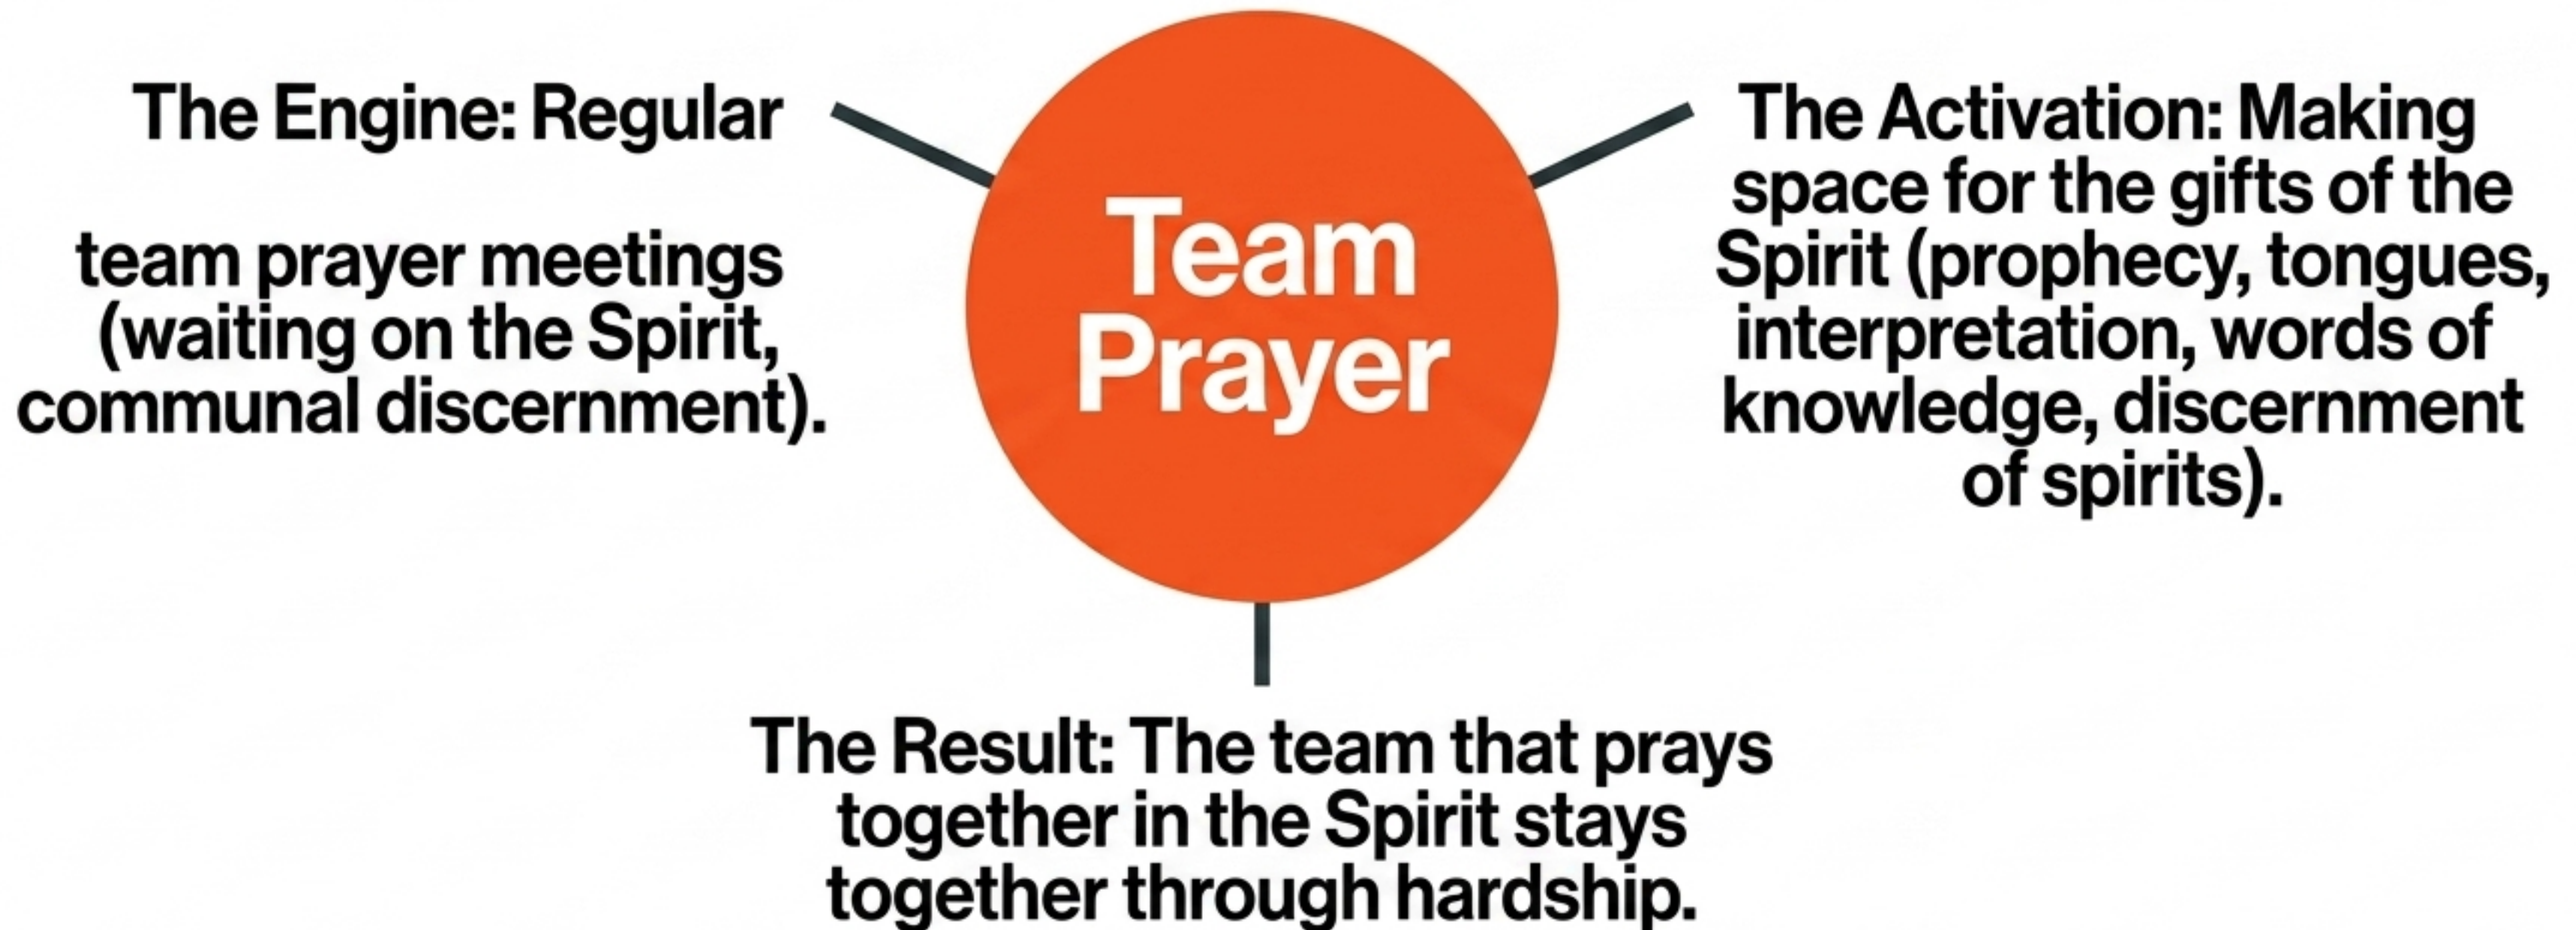 The Engine: Regular
team prayer meetings
(waiting on the Spirit,
communal discernment).
Team
Prayer
The Activation: Making
space for the gifts of the
Spirit (prophecy, tongues,
interpretation, words of
knowledge, discernment
of spirits).
The Result: The team that prays
together in the Spirit stays
together through hardship.